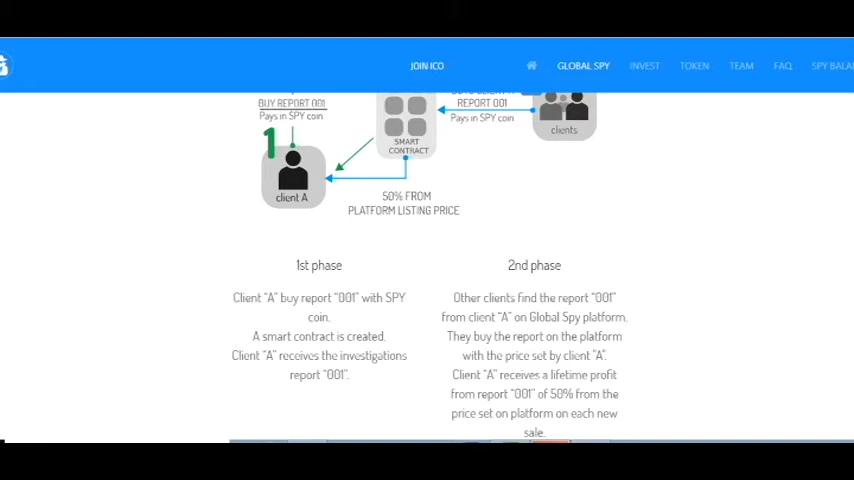 JOIN ICO
GLOBAL SPY
INVEST
TOKEN
TEAM
FAQ
SPY
BUY REPORT 001
Pays in SPY coin
1
client A
SMART
CONTRACT
50% FROM
PLATFORM LISTING PRICE
REPORT 001
Pays in SPY coin
clients
1st phase
Client "A" buy report "001" with SPY
coin.
A smart contract is created.
Client "A" receives the investigations
report "001".
2nd phase
Other clients find the report "001"
from client "A" on Global Spy platform.
They buy the report on the platform
with the price set by client "A".
Client "A" receives a lifetime profit
from report "001" of 50% from the
price set on platform on each new
sale.